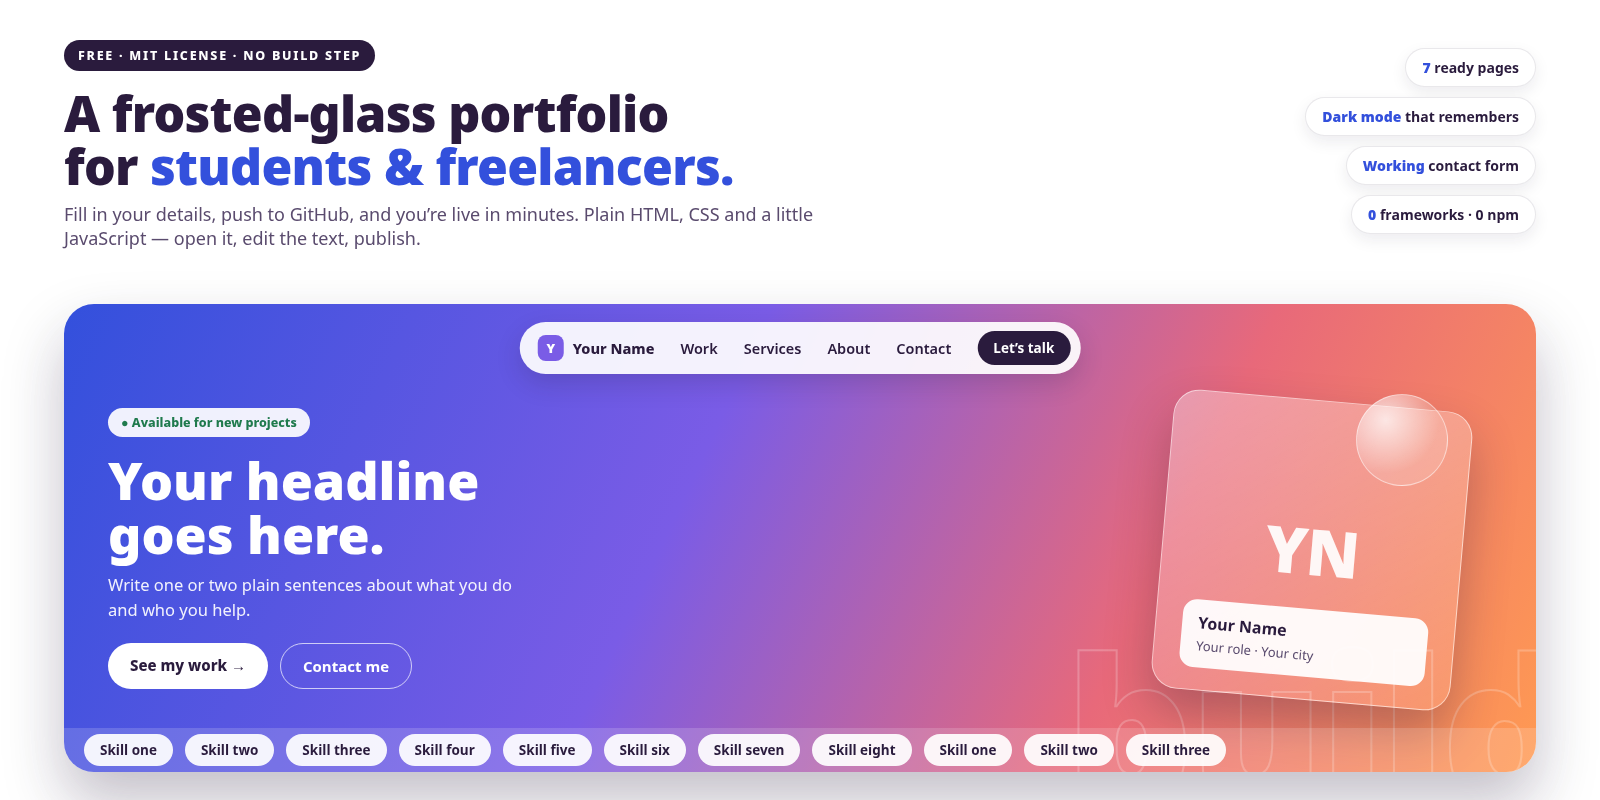 FREE · MIT LICENSE · NO BUILD STEP
A frosted-glass portfolio
for students & freelancers.
Fill in your details, push to GitHub, and you’re live in minutes. Plain HTML, CSS and a little
JavaScript — open it, edit the text, publish.
7 ready pages
Dark mode that remembers
Working contact form
0 frameworks · 0 npm
Y Your Name Work Services About Contact Let’s talk
● Available for new projects
Your headline
goes here.
Write one or two plain sentences about what you do
and who you help.
See my work → Contact me
YN
Your Name
Your role · Your city
build
Skill one Skill two Skill three Skill four Skill five Skill six Skill seven Skill eight Skill one Skill two Skill three